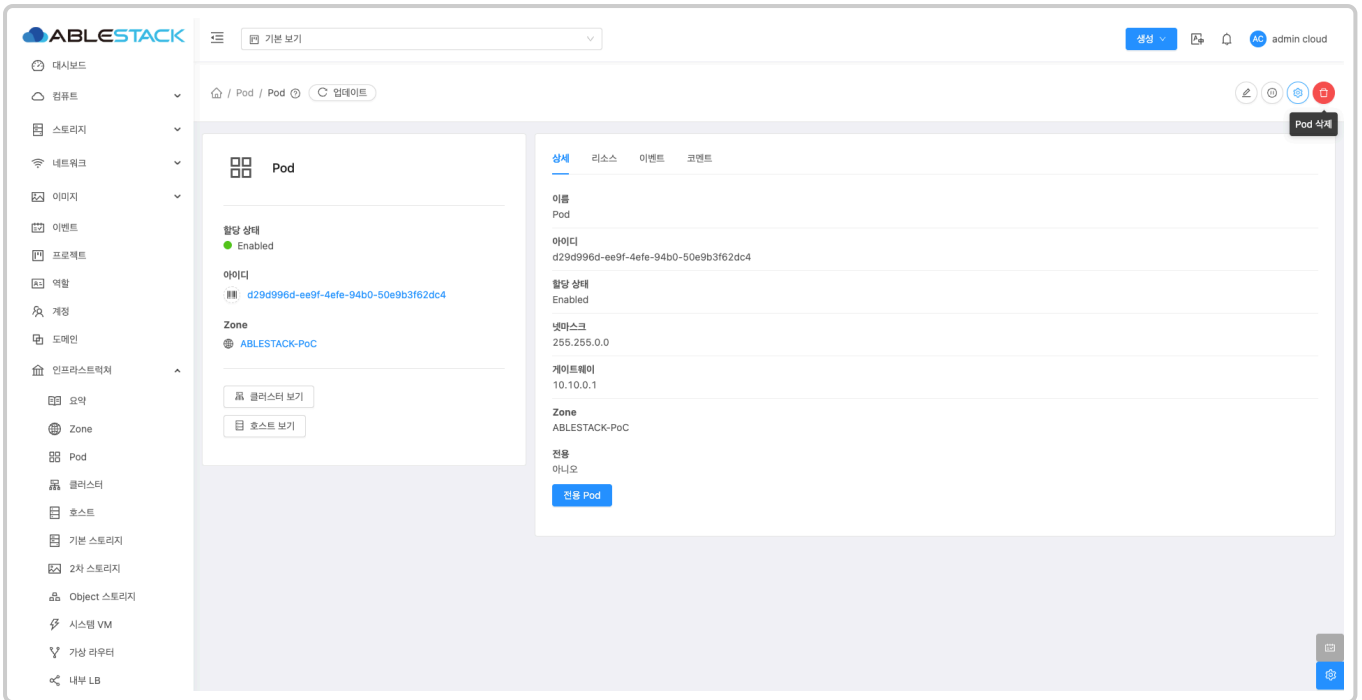 ABLESTACK
기본 보기
생성
AC
admin cloud
대시보드
컴퓨트
스토리지
네트워크
이미지
이벤트
프로젝트
역할
계정
도메인
인프라스트럭쳐
요약
Zone
Pod
클러스터
호스트
기본 스토리지
2차 스토리지
Object 스토리지
시스템 VM
가상 라우터
내부 LB
/ Pod / Pod
업데이트
Pod 삭제
Pod
할당 상태
Enabled
아이디
d29d996d-ee9f-4efe-94b0-50e9b3f62dc4
Zone
ABLESTACK-PoC
클러스터 보기
호스트 보기
상세 리소스 이벤트 코멘트
이름
Pod
아이디
d29d996d-ee9f-4efe-94b0-50e9b3f62dc4
할당 상태
Enabled
넷마스크
255.255.0.0
게이트웨이
10.10.0.1
Zone
ABLESTACK-PoC
전용
아니오
전용 Pod